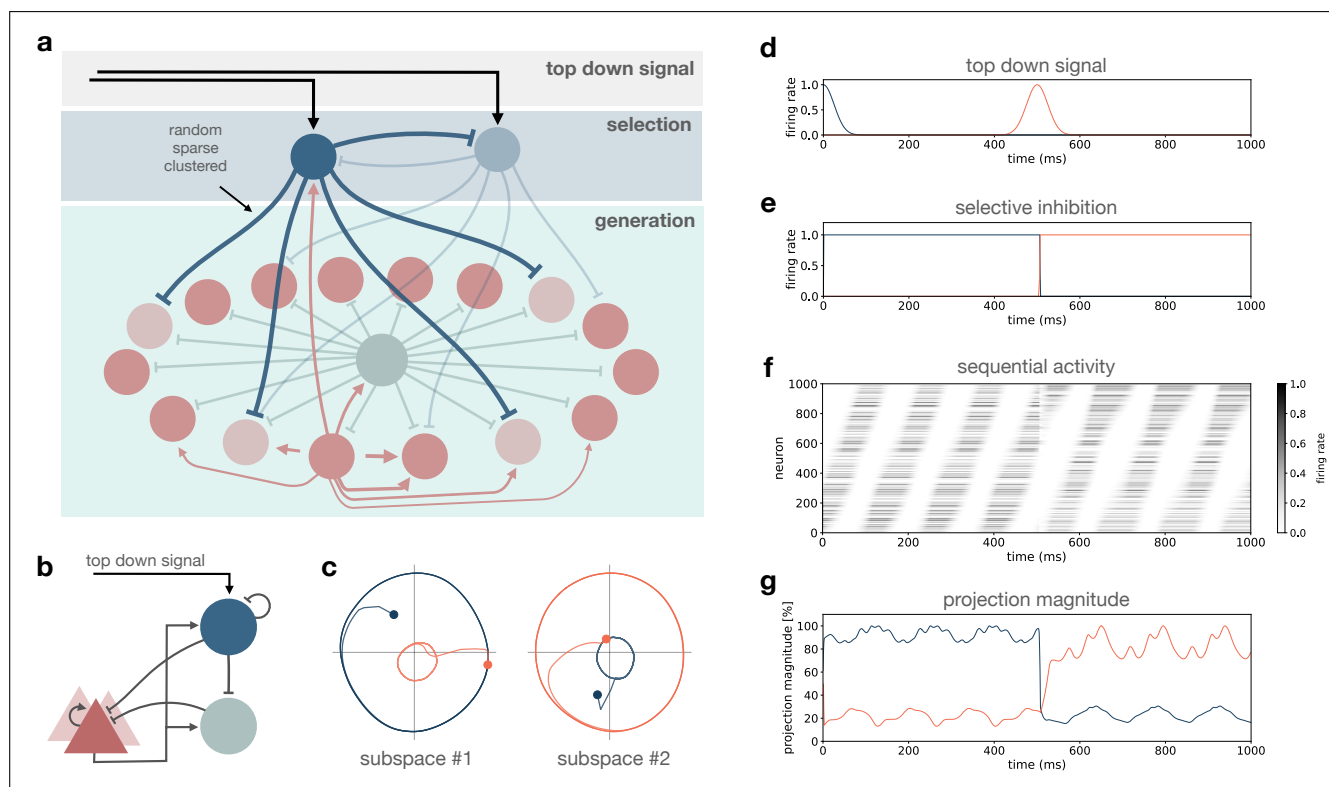 a
top down signal
selection
random
sparse
clustered
generation
b
top down signal
c
subspace #1
subspace #2
d
top down signal
firing rate
1.0
0.5
0.0
0
200
400
600
800
1000
time (ms)
e
selective inhibition
firing rate
1.0
0.5
0.0
0
200
400
600
800
1000
time (ms)
f
sequential activity
neuron
1000
800
600
400
200
0
0
200
400
600
800
1000
time (ms)
1.0
0.8
0.6
0.4
0.2
0.0
firing rate
g
projection magnitude
projection magnitude [%]
100
80
60
40
20
0
0
200
400
600
800
1000
time (ms)